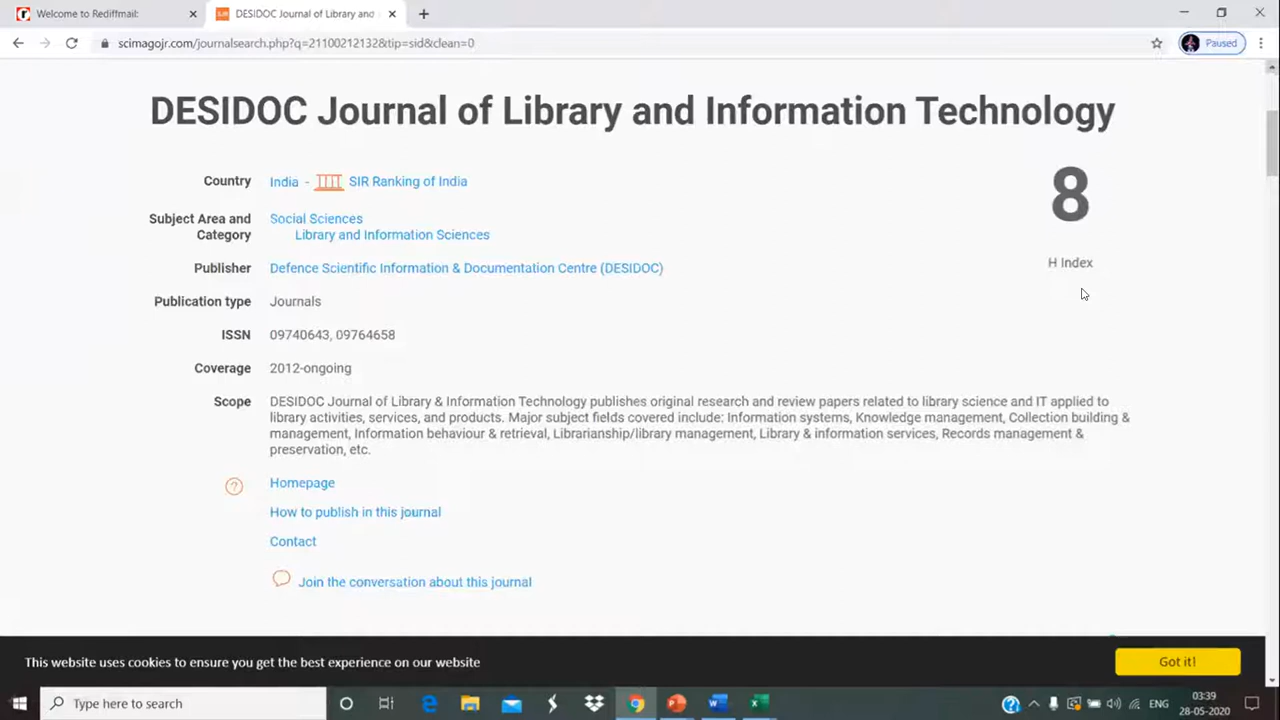 Welcome to Rediffmail:
DESIDOC Journal of Library and
scimagojr.com/journalsearch.php?q=21100212132&tip=sid&clean=0
Paused
DESIDOC Journal of Library and Information Technology
Country
India - SIR Ranking of India
8
Subject Area and
Category
Social Sciences
Library and Information Sciences
H Index
Publisher
Defence Scientific Information & Documentation Centre (DESIDOC)
Publication type
Journals
ISSN
09740643, 09764658
Coverage
2012-ongoing
Scope
DESIDOC Journal of Library & Information Technology publishes original research and review papers related to library science and IT applied to
library activities, services, and products. Major subject fields covered include: Information systems, Knowledge management, Collection building &
management, Information behaviour & retrieval, Librarianship/library management, Library & information services, Records management &
preservation, etc.
?
Homepage
How to publish in this journal
Contact
Join the conversation about this journal
This website uses cookies to ensure you get the best experience on our website
Got it!
Type here to search
ENG
03:39
28-05-2020